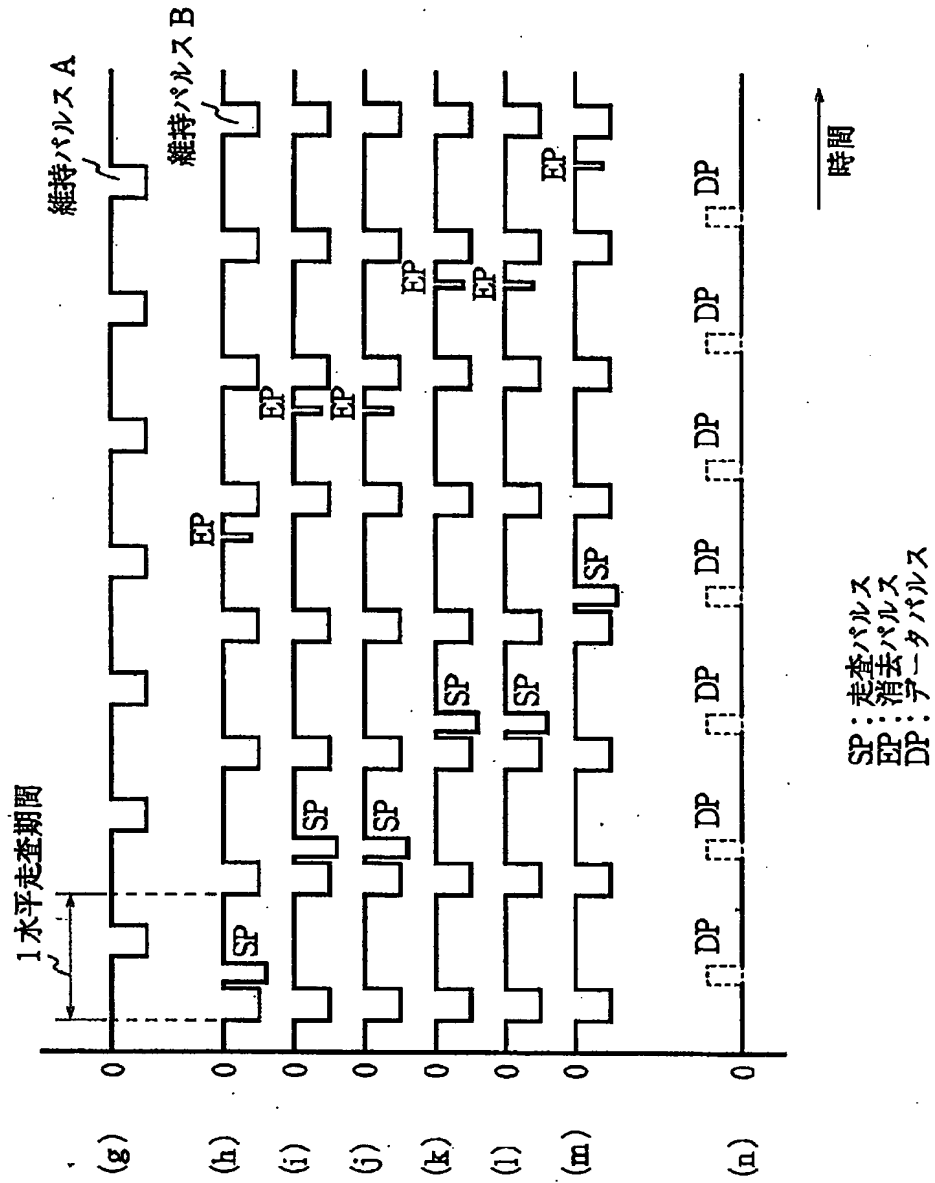 1水平走査期間
維持パルスA
維持パルスB
(g) 0
(h) 0 SP EP
(i) 0 SP EP
(j) 0 SP EP
(k) 0 SP EP
(l) 0 SP EP
(m) 0 SP EP
(n) 0 DP DP DP DP DP DP DP
時間
SP:走査パルス
EP:消去パルス
DP:データパルス